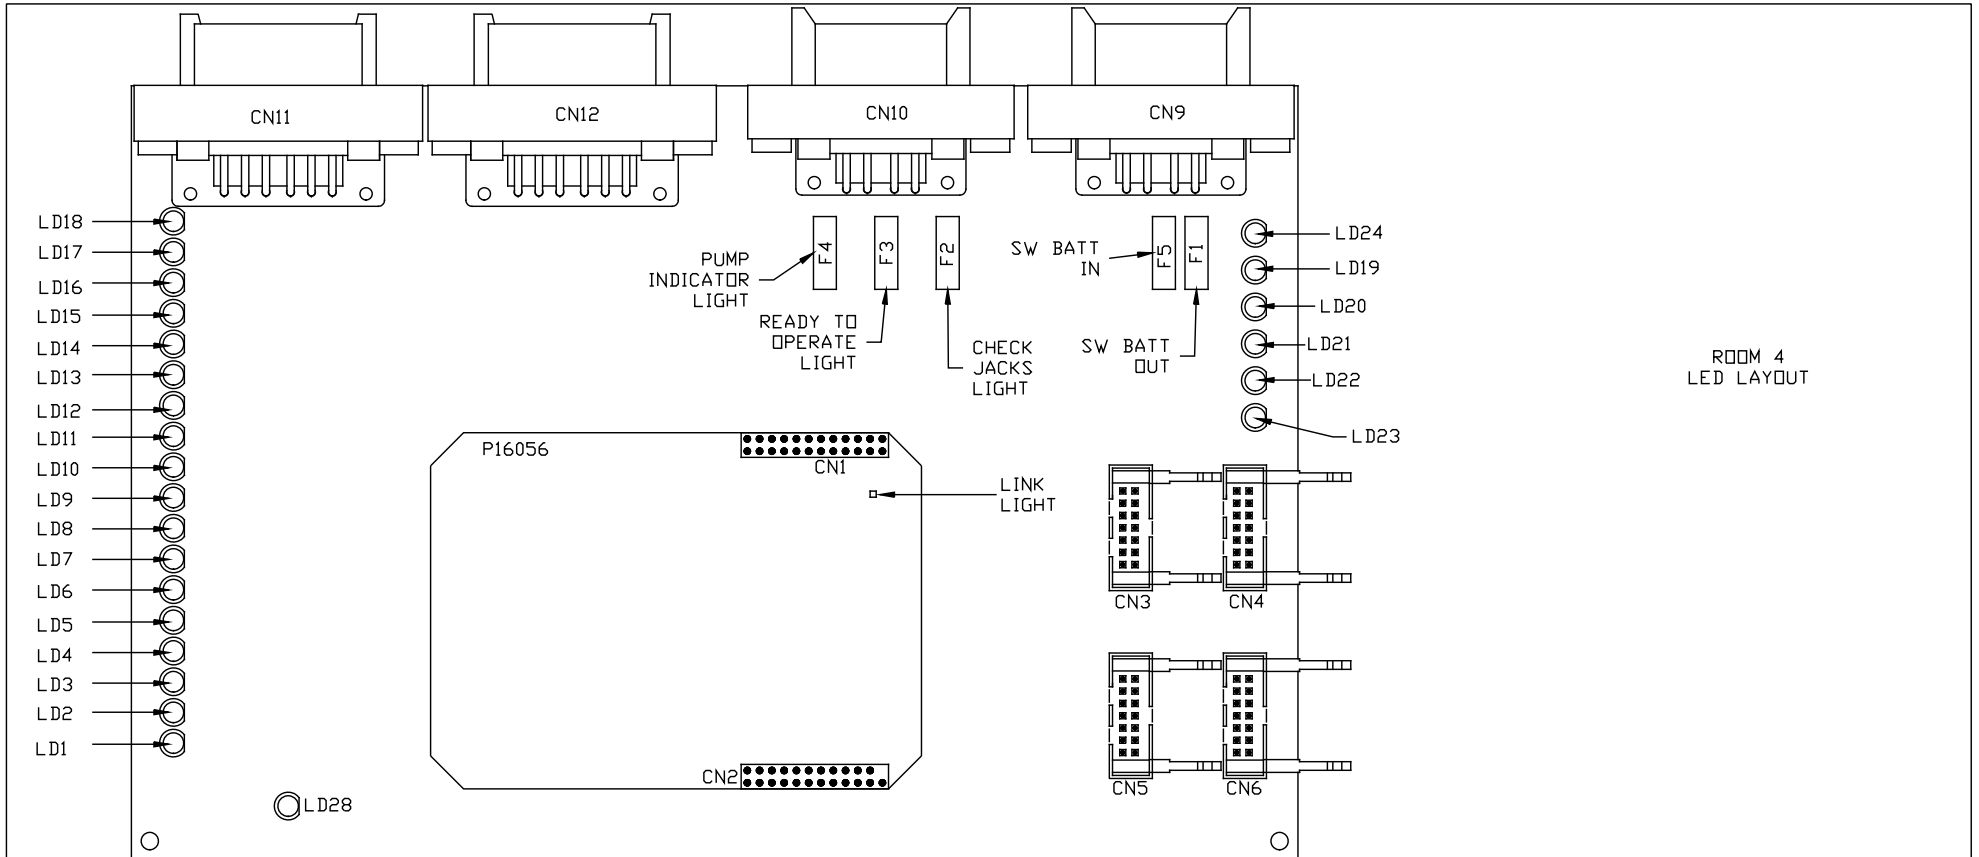 CN11
CN12
CN10
CN9
LD18
LD17
LD16
LD15
LD14
LD13
LD12
LD11
LD10
LD9
LD8
LD7
LD6
LD5
LD4
LD3
LD2
LD1
LD28
PUMP
INDICATOR
LIGHT
F4
F3
F2
READY TO
OPERATE
LIGHT
CHECK
JACKS
LIGHT
SW BATT
IN
F5
F1
SW BATT
OUT
LD24
LD19
LD20
LD21
LD22
LD23
ROOM 4
LED LAYOUT
P16056
CN1
LINK
LIGHT
CN2
CN3
CN4
CN5
CN6